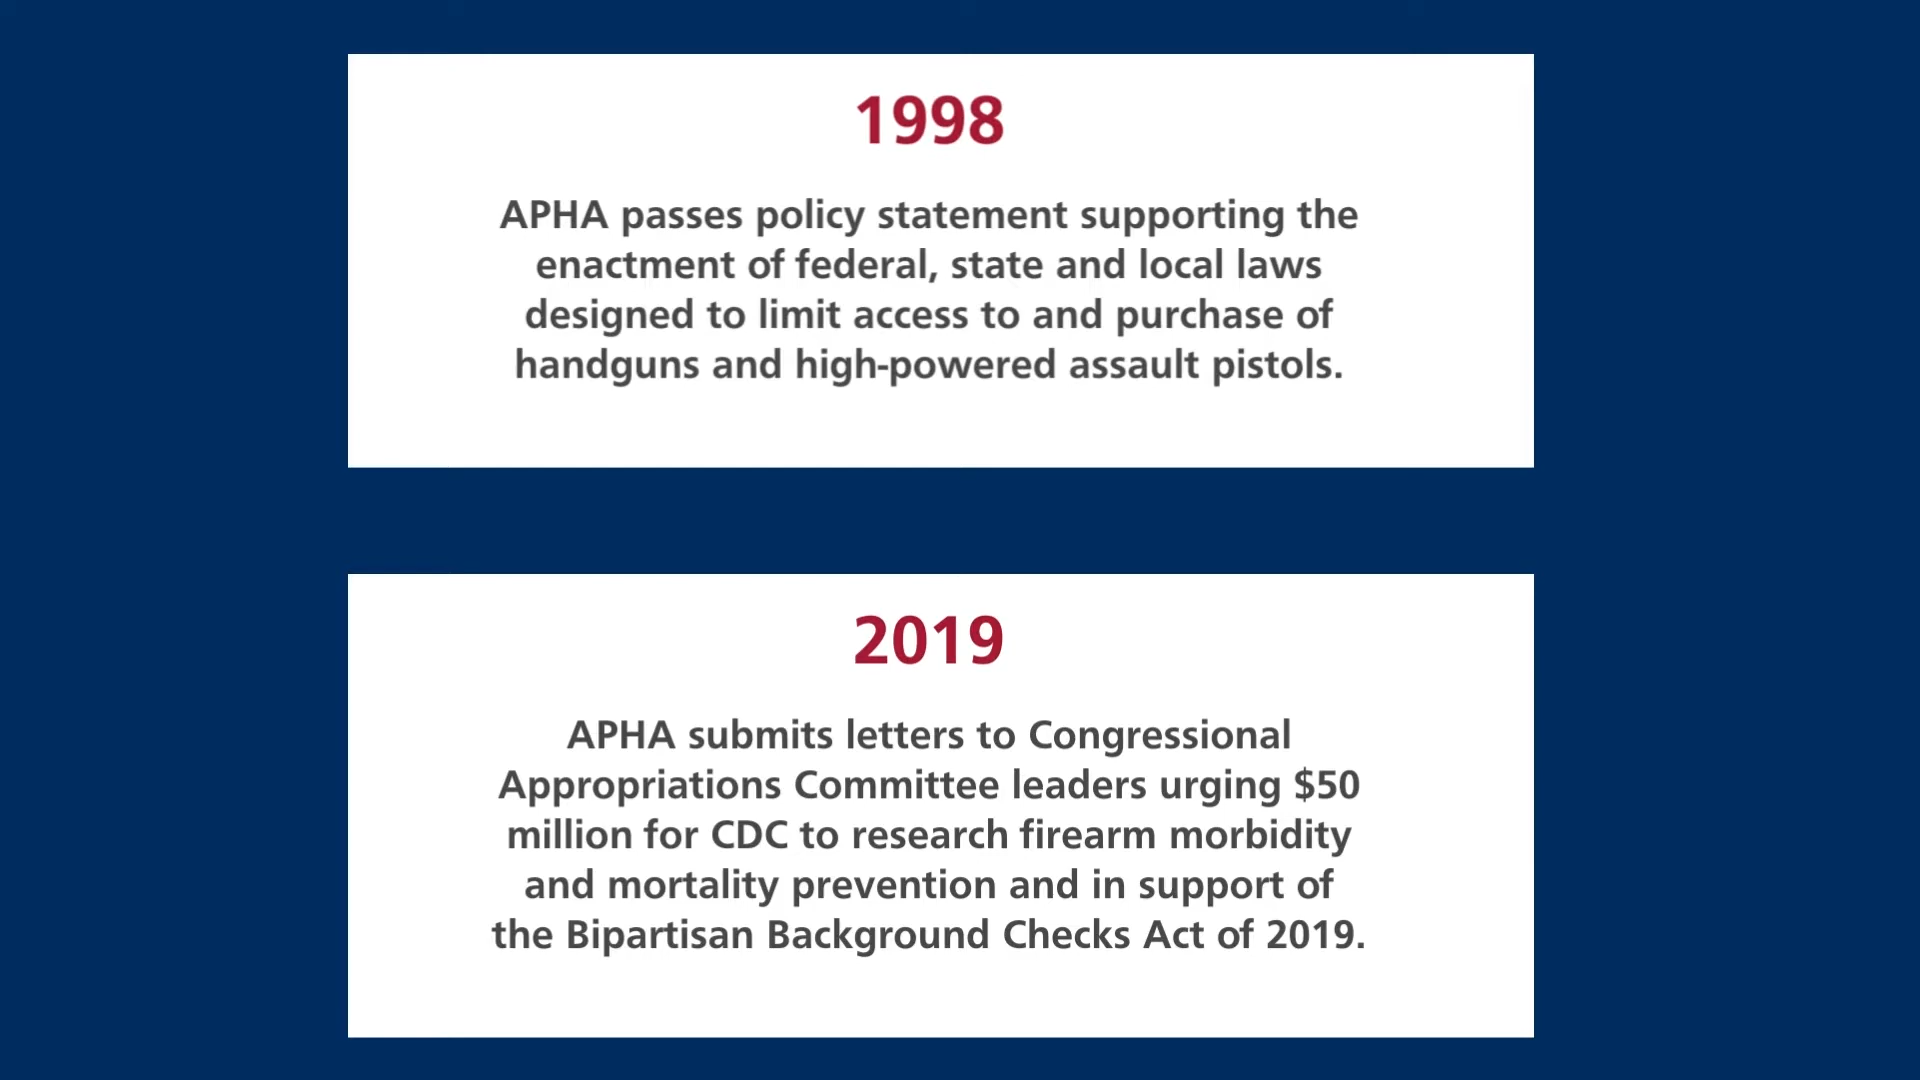 1998
APHA passes policy statement supporting the
enactment of federal, state and local laws
designed to limit access to and purchase of
handguns and high-powered assault pistols.
2019
APHA submits letters to Congressional
Appropriations Committee leaders urging $50
million for CDC to research firearm morbidity
and mortality prevention and in support of
the Bipartisan Background Checks Act of 2019.